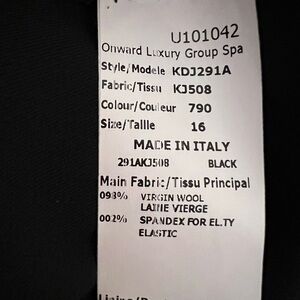 U101042
Onward Luxury Group Spa
Style/Modele KDJ291A
Fabric/Tissu KJ508
Colour/Couleur 790
Size/Taille 16
MADE IN ITALY
291AKJ508 BLACK
Main Fabric/Tissu Principal
098% VIRGIN WOOL
LAINE VIERGE
002% SPANDEX FOR EL.TY
ELASTIC